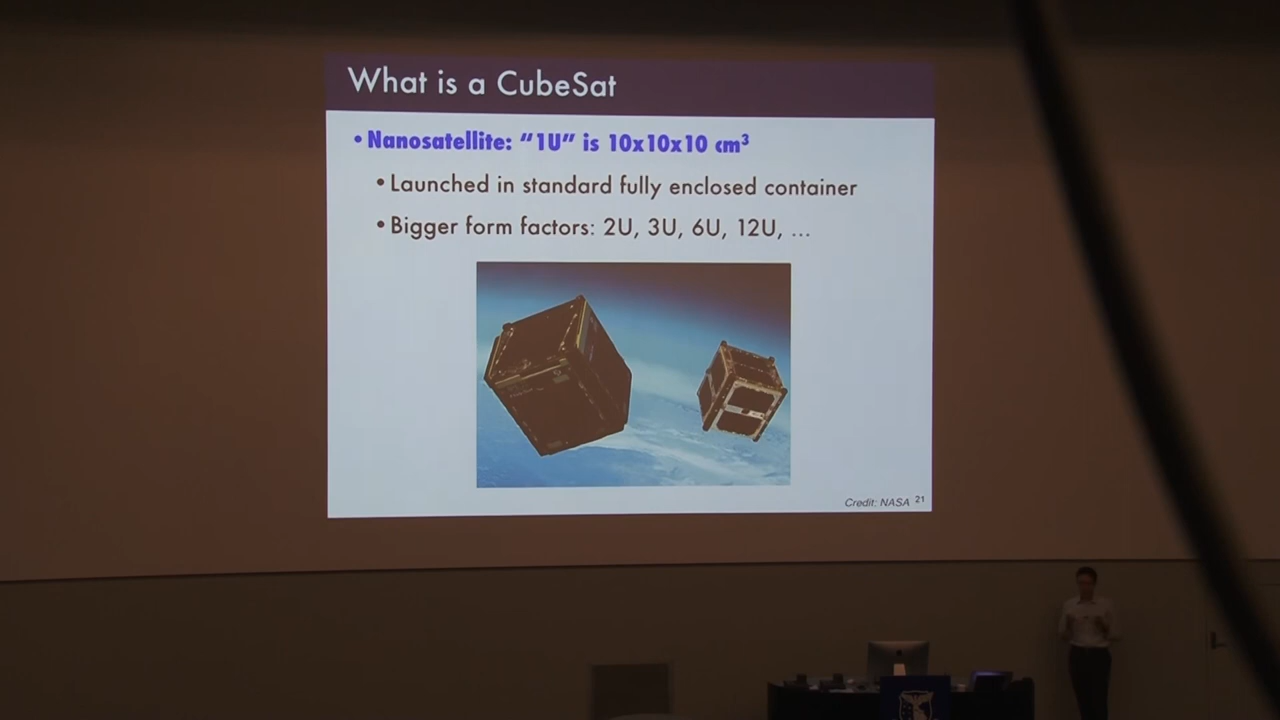 What is a CubeSat
• Nanosatellite: “1U” is 10x10x10 cm³
• Launched in standard fully enclosed container
• Bigger form factors: 2U, 3U, 6U, 12U, ...
Credit: NASA 21